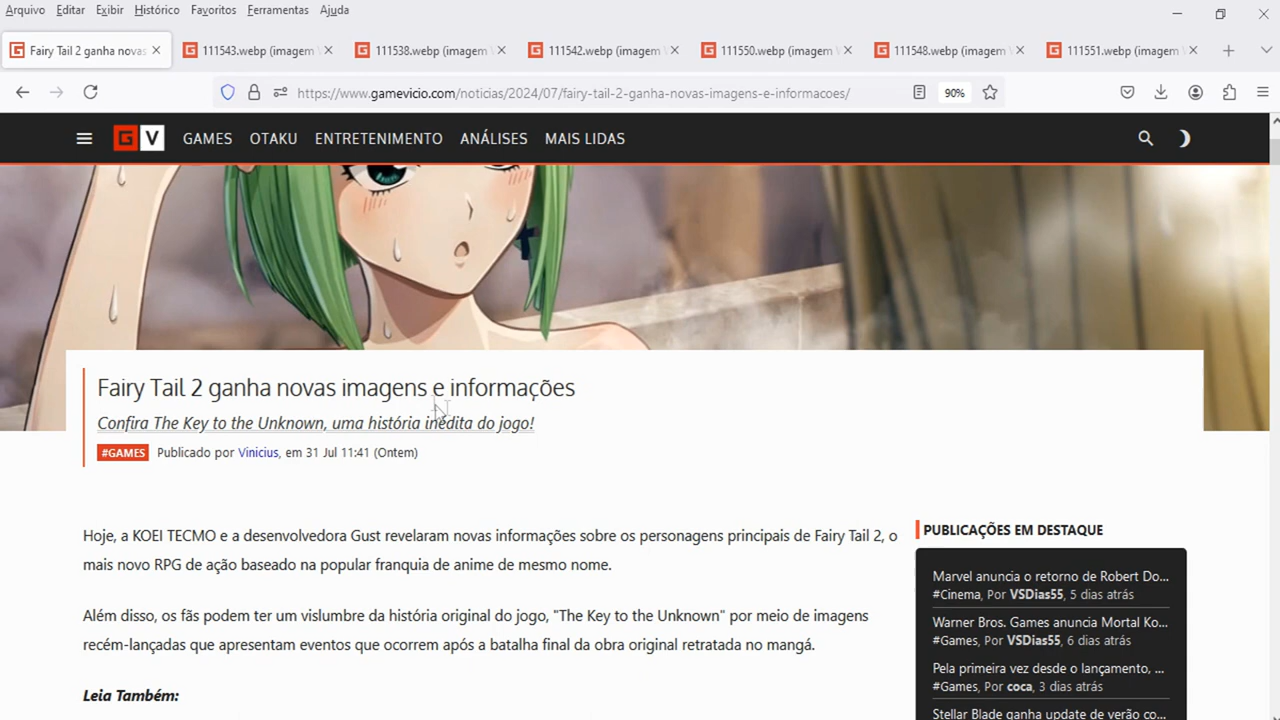 Arquivo Editar Exibir Histórico Favoritos Ferramentas Ajuda
Fairy Tail 2 ganha novas 111543.webp (imagem 111538.webp (imagem 111542.webp (imagem 111550.webp (imagem 111548.webp (imagem 111551.webp (imagem
https://www.gamevicio.com/noticias/2024/07/fairy-tail-2-ganha-novas-imagens-e-informacoes/ 90%
G V GAMES OTAKU ENTRETENIMENTO ANÁLISES MAIS LIDAS
Fairy Tail 2 ganha novas imagens e informações
Confira The Key to the Unknown, uma história inédita do jogo!
#GAMES Publicado por Vinicius, em 31 Jul 11:41 (Ontem)
Hoje, a KOEI TECMO e a desenvolvedora Gust revelaram novas informações sobre os personagens principais de Fairy Tail 2, o
mais novo RPG de ação baseado na popular franquia de anime de mesmo nome.
Além disso, os fãs podem ter um vislumbre da história original do jogo, "The Key to the Unknown" por meio de imagens
recém-lançadas que apresentam eventos que ocorrem após a batalha final da obra original retratada no mangá.
Leia Também:
PUBLICAÇÕES EM DESTAQUE
Marvel anuncia o retorno de Robert Do...
#Cinema, Por VSDias55, 5 dias atrás
Warner Bros. Games anuncia Mortal Ko...
#Games, Por VSDias55, 6 dias atrás
Pela primeira vez desde o lançamento, ...
#Games, Por coca, 3 dias atrás
Stellar Blade ganha update de verão co...